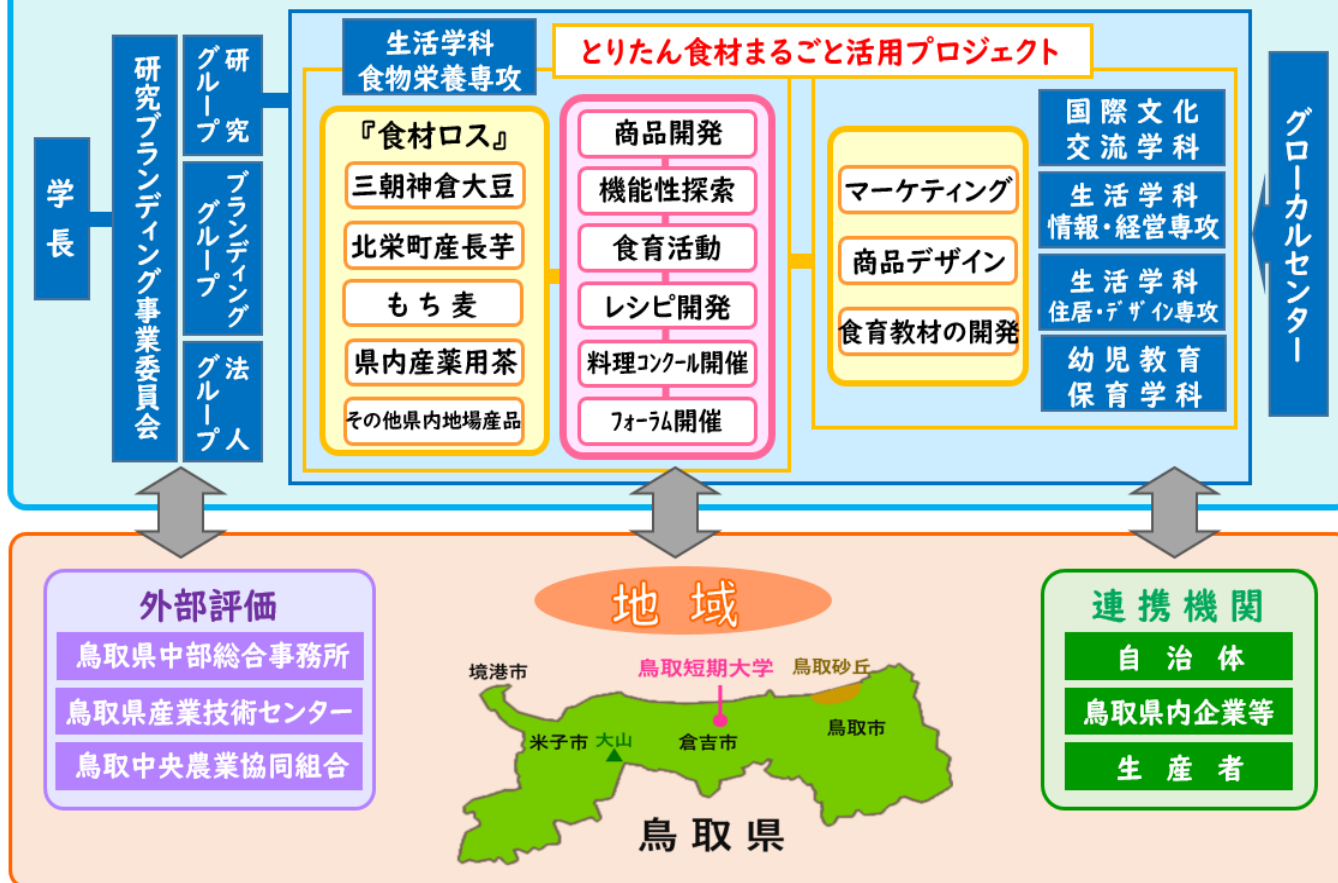 学長
研究ブランディング事業委員会
研究
グループ
ブランディング
グループ
法人
グループ
生活学科
食物栄養専攻
とりたん食材まるごと活用プロジェクト
『食材ロス』
三朝神倉大豆
北栄町産長芋
もち麦
県内産薬用茶
その他県内地場産品
商品開発
機能性探索
食育活動
レシピ開発
料理コンクール開催
フォーラム開催
マーケティング
商品デザイン
食育教材の開発
国際文化
交流学科
生活学科
情報・経営専攻
生活学科
住居・デザイン専攻
幼児教育
保育学科
グローカルセンター
外部評価
鳥取県中部総合事務所
鳥取県産業技術センター
鳥取中央農業協同組合
地域
境港市
鳥取短期大学
鳥取砂丘
米子市
大山
倉吉市
鳥取市
鳥取県
連携機関
自治体
鳥取県内企業等
生産者